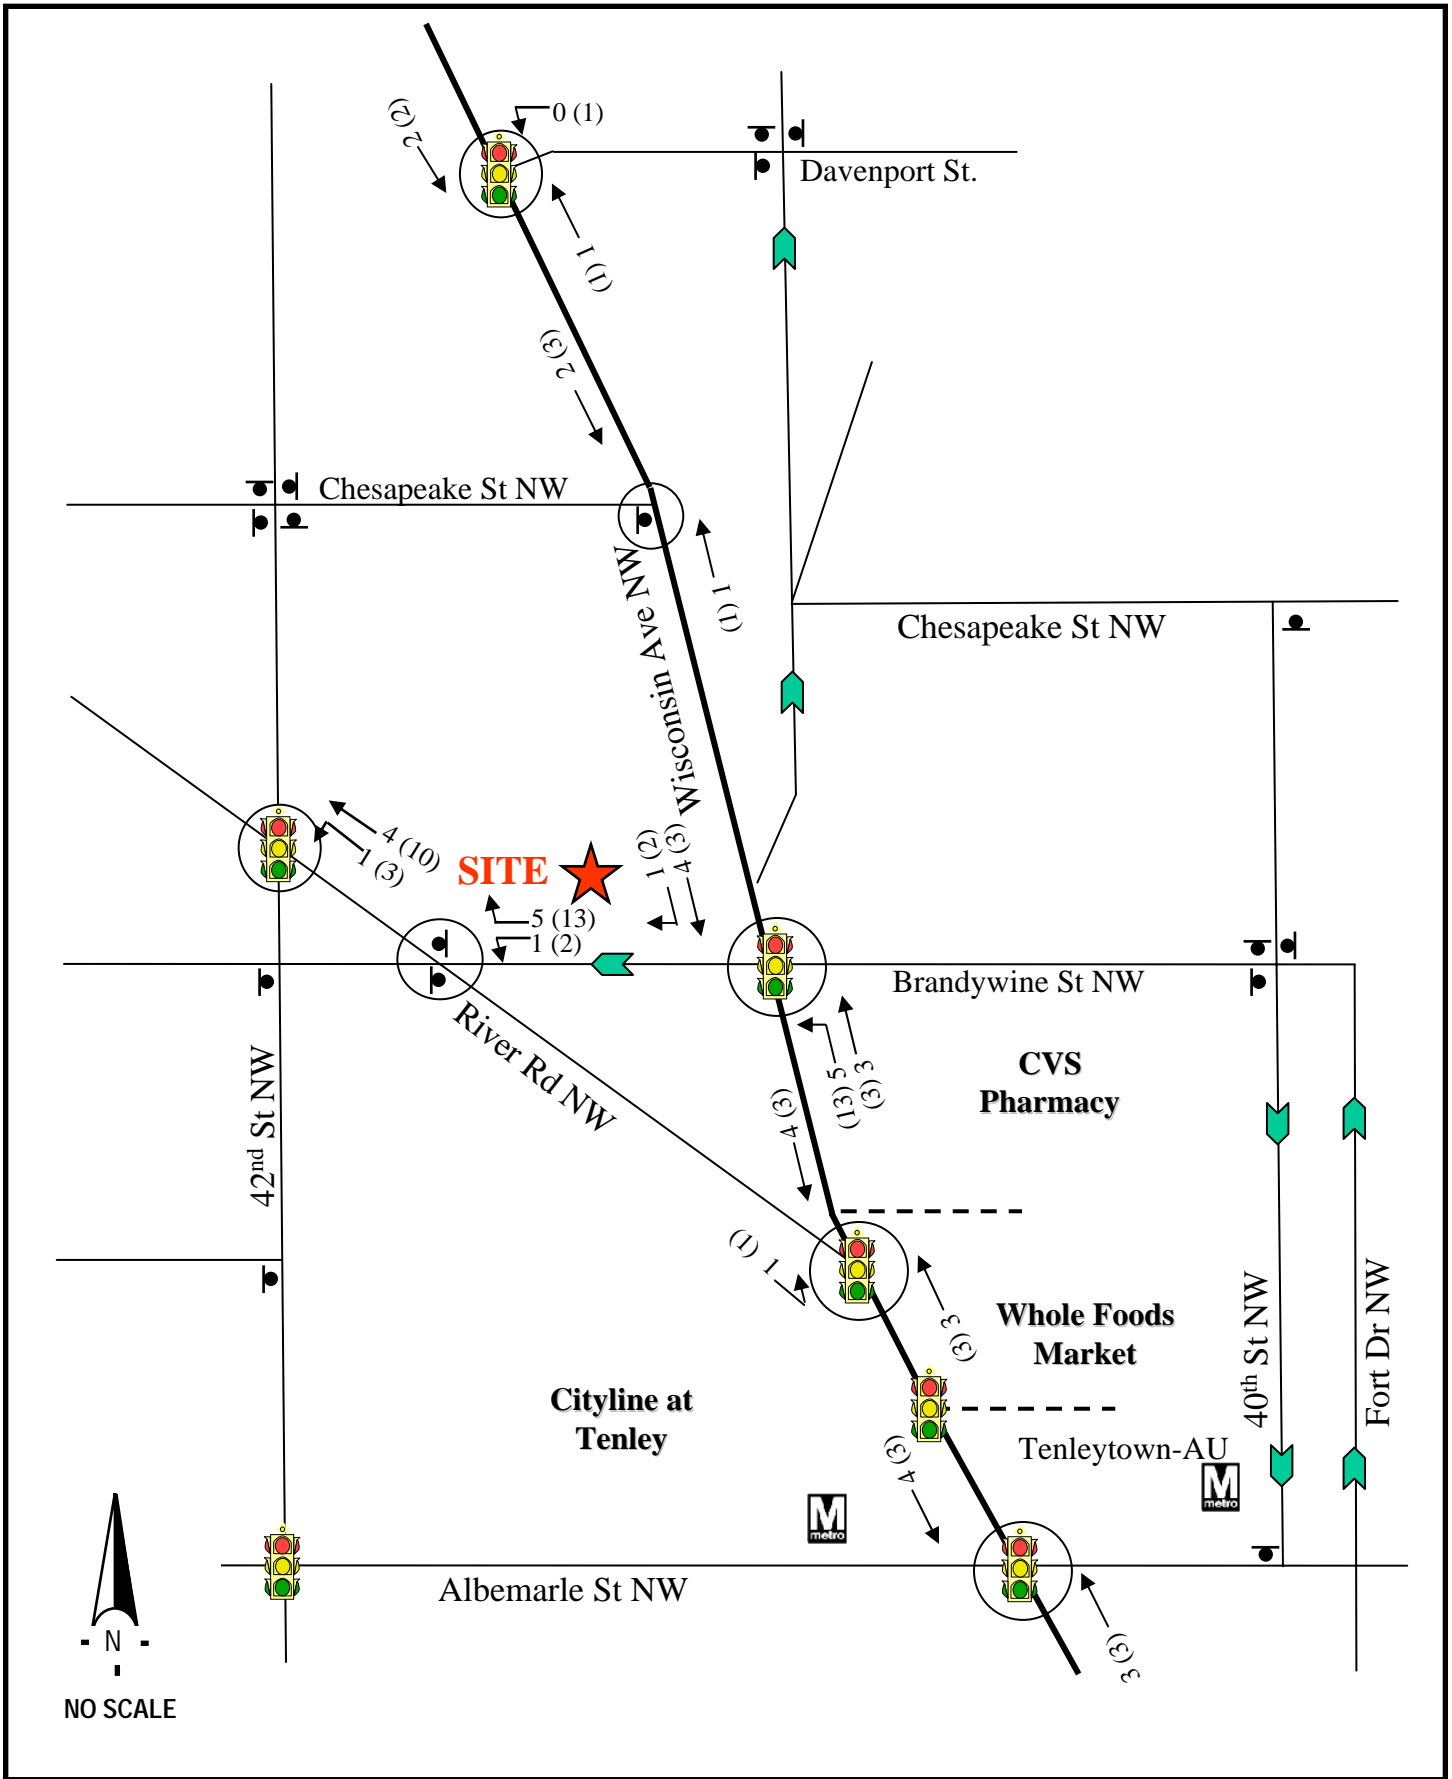 2 (2)
0 (1)
Davenport St.
(1) 1
2 (3)
Chesapeake St NW
(1) 1
Wisconsin Ave NW
Chesapeake St NW
4 (10)
1 (3)
SITE
1 (2)
4 (3)
5 (13)
1 (2)
Brandywine St NW
River Rd NW
42nd St NW
(13) 5
(3) 3
4 (3)
CVS
Pharmacy
(1) 1
(3) 3
Whole Foods
Market
40th St NW
Fort Dr NW
Cityline at
Tenley
4 (3)
Tenleytown-AU
M
metro
M
metro
Albemarle St NW
3 (3)
N
NO SCALE